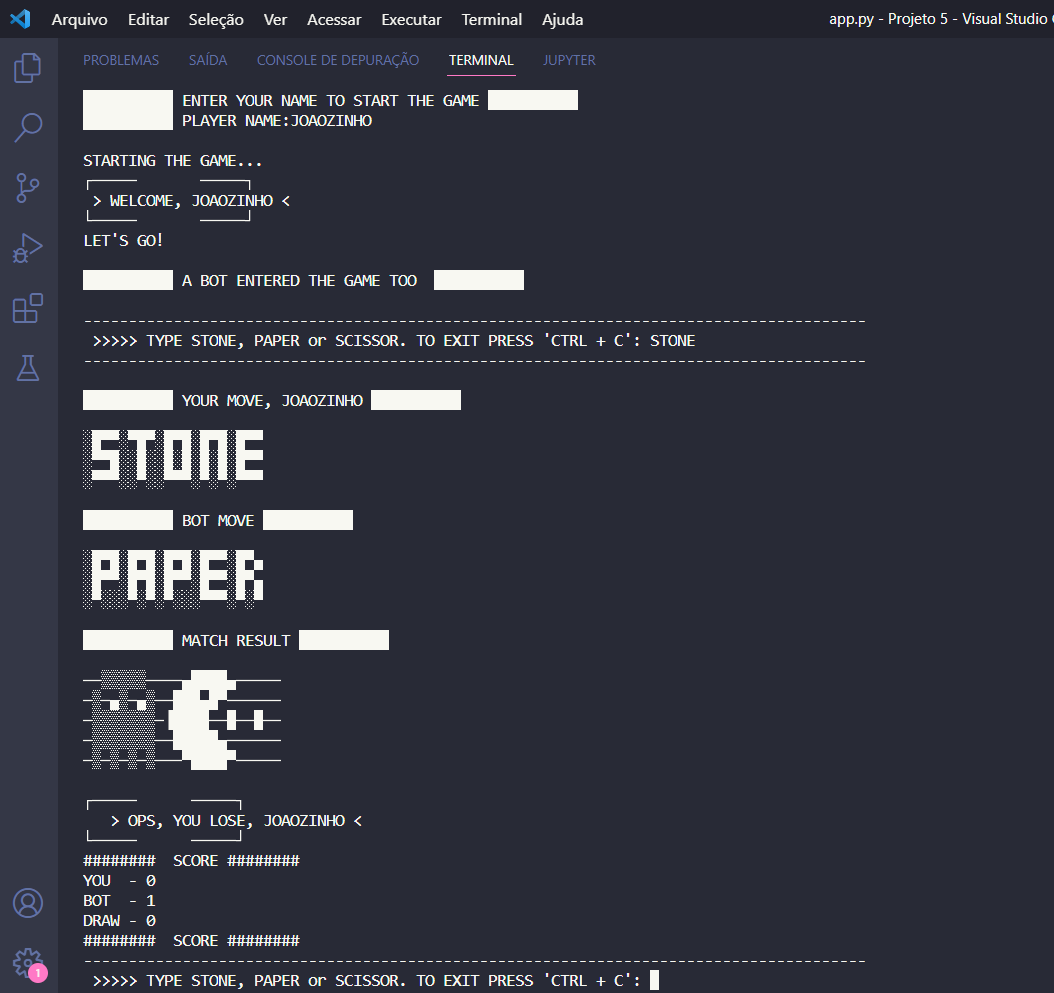 Arquivo Editar Seleção Ver Acessar Executar Terminal Ajuda app.py - Projeto 5 - Visual Studio
PROBLEMAS SAÍDA CONSOLE DE DEPURAÇÃO TERMINAL JUPYTER
ENTER YOUR NAME TO START THE GAME
PLAYER NAME:JOAOZINHO
STARTING THE GAME...
> WELCOME, JOAOZINHO <
LET'S GO!
A BOT ENTERED THE GAME TOO
---------------------------------------------------------------------------------------
>>>>> TYPE STONE, PAPER or SCISSOR. TO EXIT PRESS 'CTRL + C': STONE
---------------------------------------------------------------------------------------
YOUR MOVE, JOAOZINHO
STONE
BOT MOVE
PAPER
MATCH RESULT
> OPS, YOU LOSE, JOAOZINHO <
######## SCORE ########
YOU - 0
BOT - 1
DRAW - 0
######## SCORE ########
---------------------------------------------------------------------------------------
>>>>> TYPE STONE, PAPER or SCISSOR. TO EXIT PRESS 'CTRL + C':
1